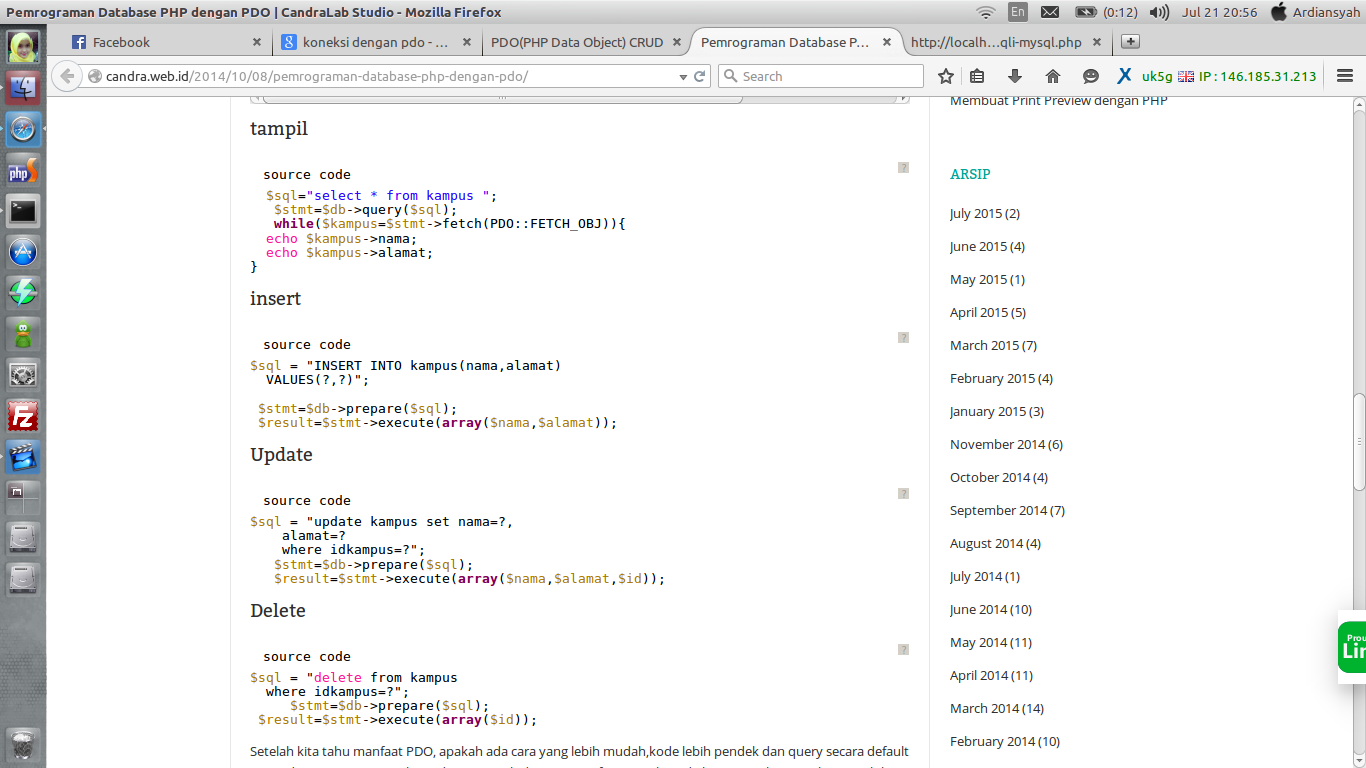 Pemrograman Database PHP dengan PDO | CandraLab Studio - Mozilla Firefox
En
(0:12)
Jul 21 20:56
Ardiansyah
Facebook
koneksi dengan pdo - ...
PDO(PHP Data Object) CRUD
Pemrograman Database P...
http://localh...qli-mysql.php
candra.web.id/2014/10/08/pemrograman-database-php-dengan-pdo/
Search
uk5g
IP : 146.185.31.213
tampil
source code
?
$sql="select * from kampus ";
$stmt=$db->query($sql);
while($kampus=$stmt->fetch(PDO::FETCH_OBJ)){
echo $kampus->nama;
echo $kampus->alamat;
}
insert
source code
?
$sql = "INSERT INTO kampus(nama,alamat)
VALUES(?,?)";
$stmt=$db->prepare($sql);
$result=$stmt->execute(array($nama,$alamat));
Update
source code
?
$sql = "update kampus set nama=?,
alamat=?
where idkampus=?";
$stmt=$db->prepare($sql);
$result=$stmt->execute(array($nama,$alamat,$id));
Delete
source code
?
$sql = "delete from kampus
where idkampus=?";
$stmt=$db->prepare($sql);
$result=$stmt->execute(array($id));
Setelah kita tahu manfaat PDO, apakah ada cara yang lebih mudah,kode lebih pendek dan query secara default
Membuat Print Preview dengan PHP
ARSIP
July 2015 (2)
June 2015 (4)
May 2015 (1)
April 2015 (5)
March 2015 (7)
February 2015 (4)
January 2015 (3)
November 2014 (6)
October 2014 (4)
September 2014 (7)
August 2014 (4)
July 2014 (1)
June 2014 (10)
May 2014 (11)
April 2014 (11)
March 2014 (14)
February 2014 (10)
php
Fz
Prou
Lin